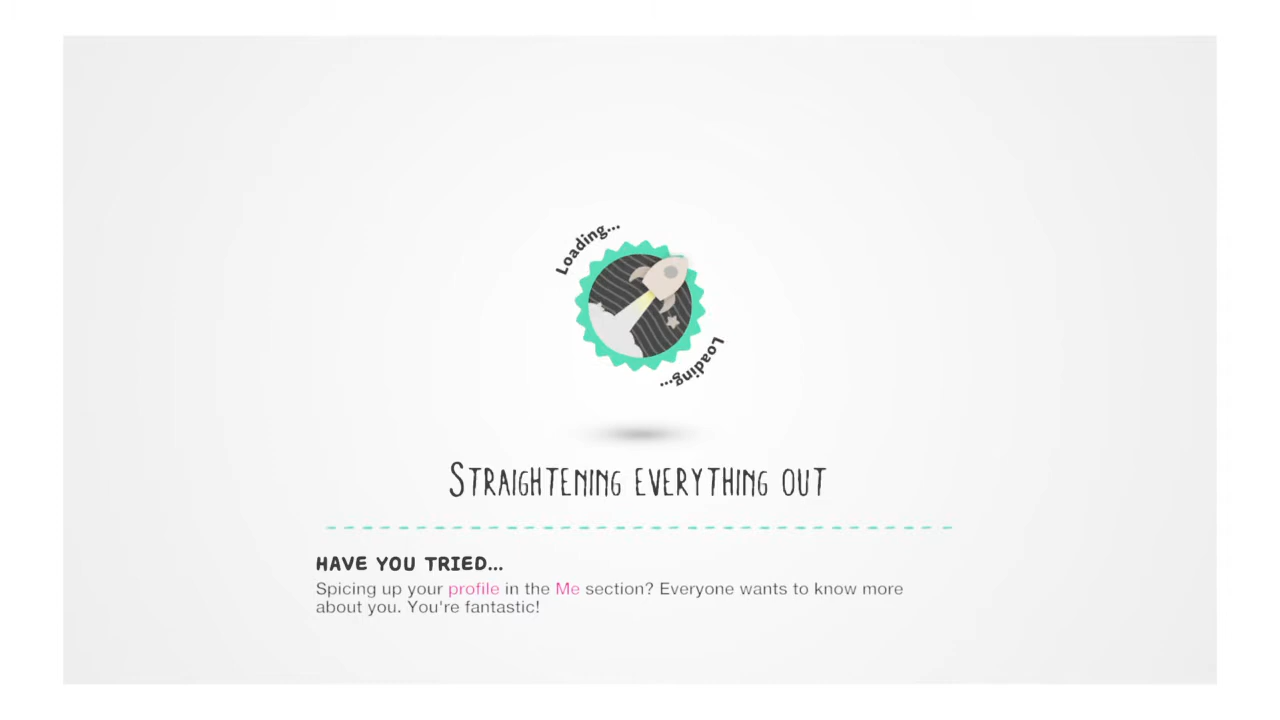 Loading...
Loading...
STRAIGHTENING EVERYTHING OUT
HAVE YOU TRIED...
Spicing up your profile in the Me section? Everyone wants to know more
about you. You're fantastic!